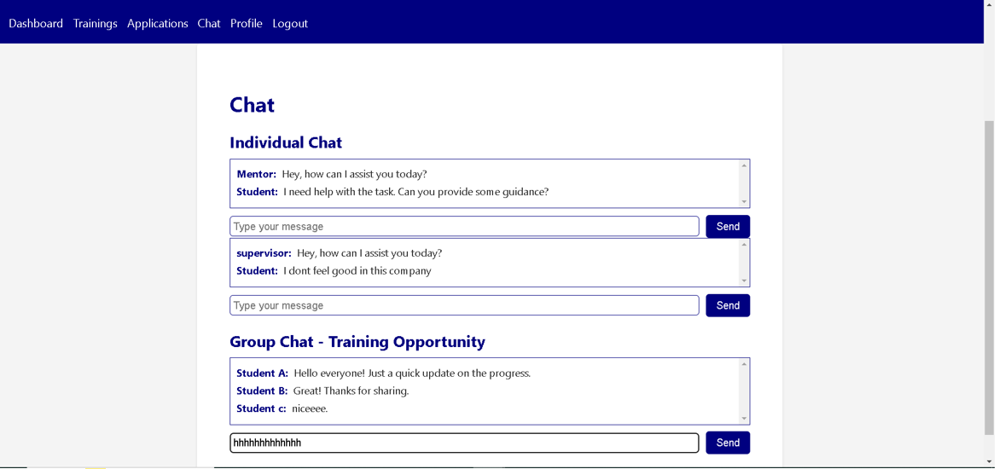 Dashboard Trainings Applications Chat Profile Logout
Chat
Individual Chat
Mentor: Hey, how can I assist you today?
Student: I need help with the task. Can you provide some guidance?
Type your message Send
supervisor: Hey, how can I assist you today?
Student: I dont feel good in this company
Type your message Send
Group Chat - Training Opportunity
Student A: Hello everyone! Just a quick update on the progress.
Student B: Great! Thanks for sharing.
Student c: niceeee.
hhhhhhhhhhhhh Send